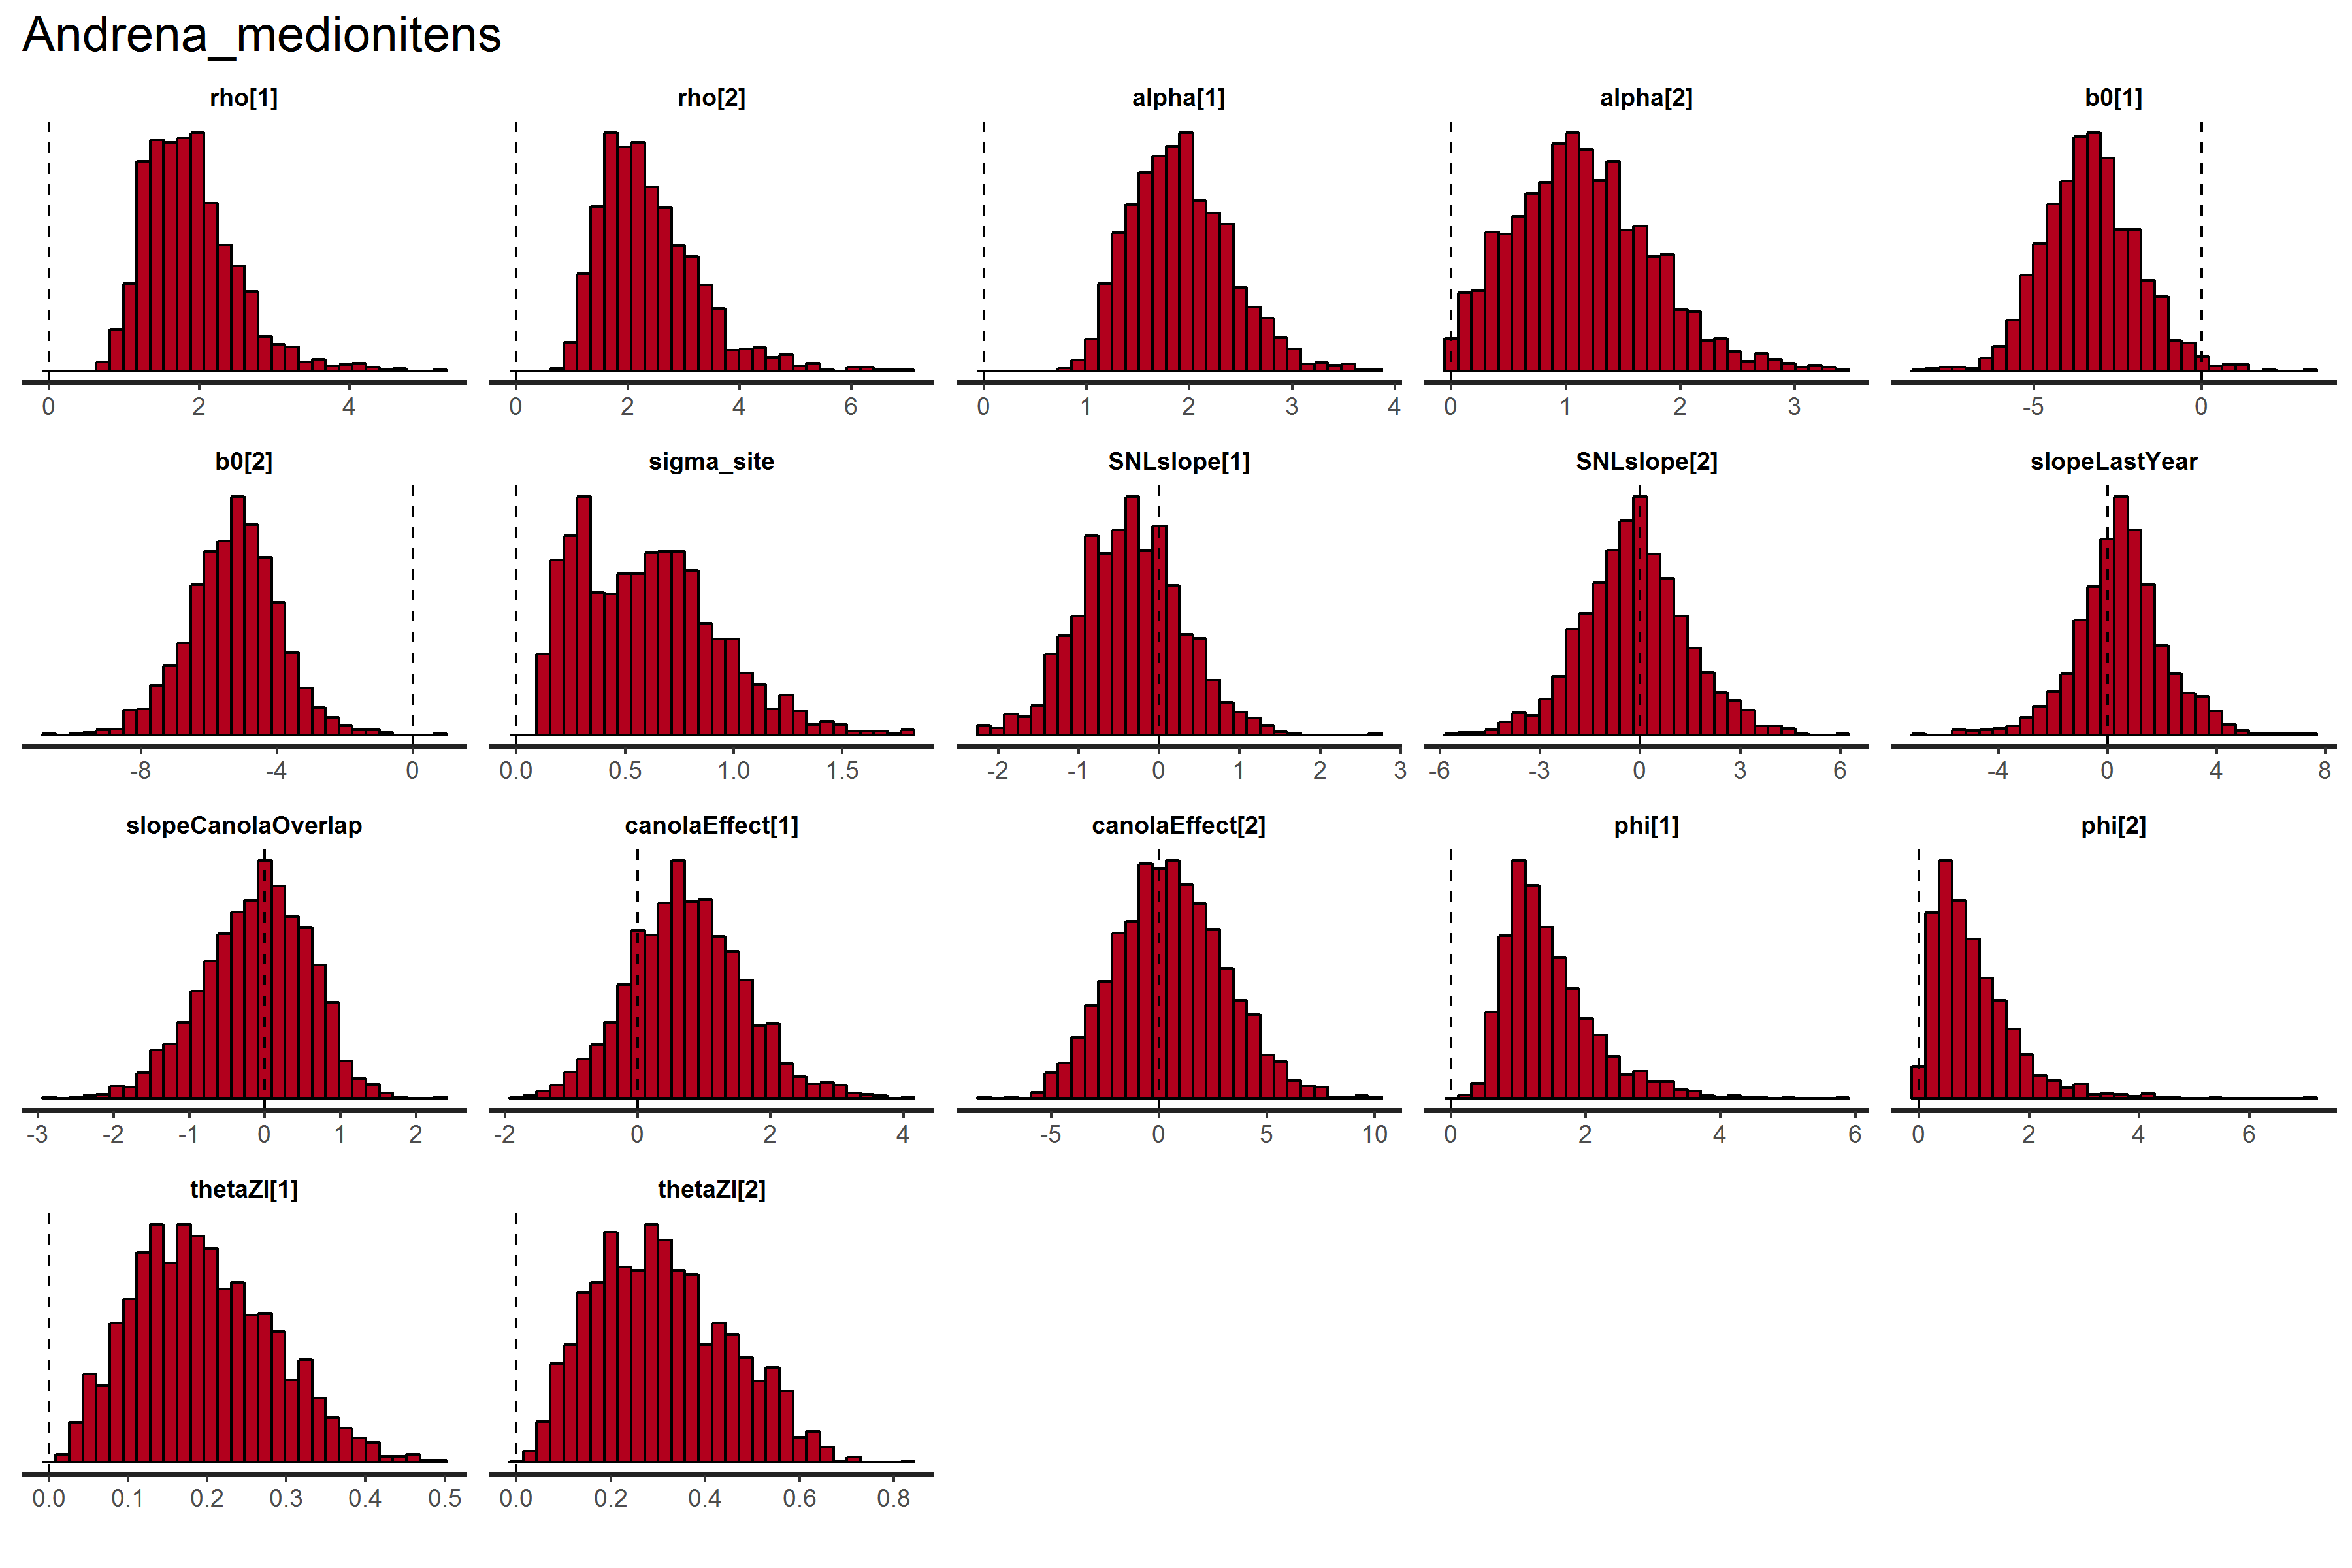 Andrena_medionitens
rho[1] rho[2] alpha[1] alpha[2] b0[1]
0 2 4 0 2 4 6 0 1 2 3 4 0 1 2 3 -5 0
b0[2] sigma_site SNLslope[1] SNLslope[2] slopeLastYear
-8 -4 0 0.0 0.5 1.0 1.5 -2 -1 0 1 2 3 -6 -3 0 3 6 -4 0 4 8
slopeCanolaOverlap canolaEffect[1] canolaEffect[2] phi[1] phi[2]
-3 -2 -1 0 1 2 -2 0 2 4 -5 0 5 10 0 2 4 6 0 2 4 6
thetaZI[1] thetaZI[2]
0.0 0.1 0.2 0.3 0.4 0.5 0.0 0.2 0.4 0.6 0.8